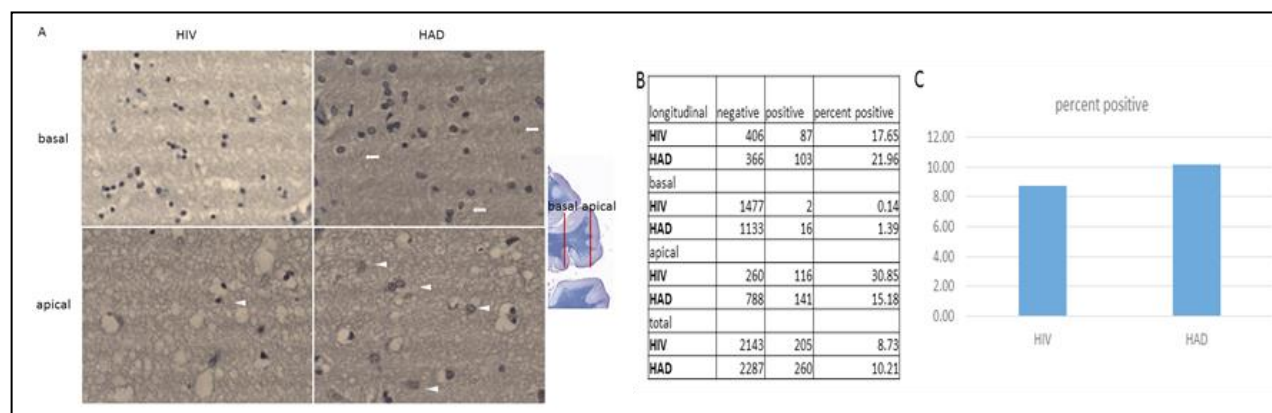 A
HIV
HAD
basal
apical
basal apical
B
longitudinal negative positive percent positive
HIV 406 87 17.65
HAD 366 103 21.96
basal
HIV 1477 2 0.14
HAD 1133 16 1.39
apical
HIV 260 116 30.85
HAD 788 141 15.18
total
HIV 2143 205 8.73
HAD 2287 260 10.21
C
percent positive
12.00
10.00
8.00
6.00
4.00
2.00
0.00
HIV
HAD